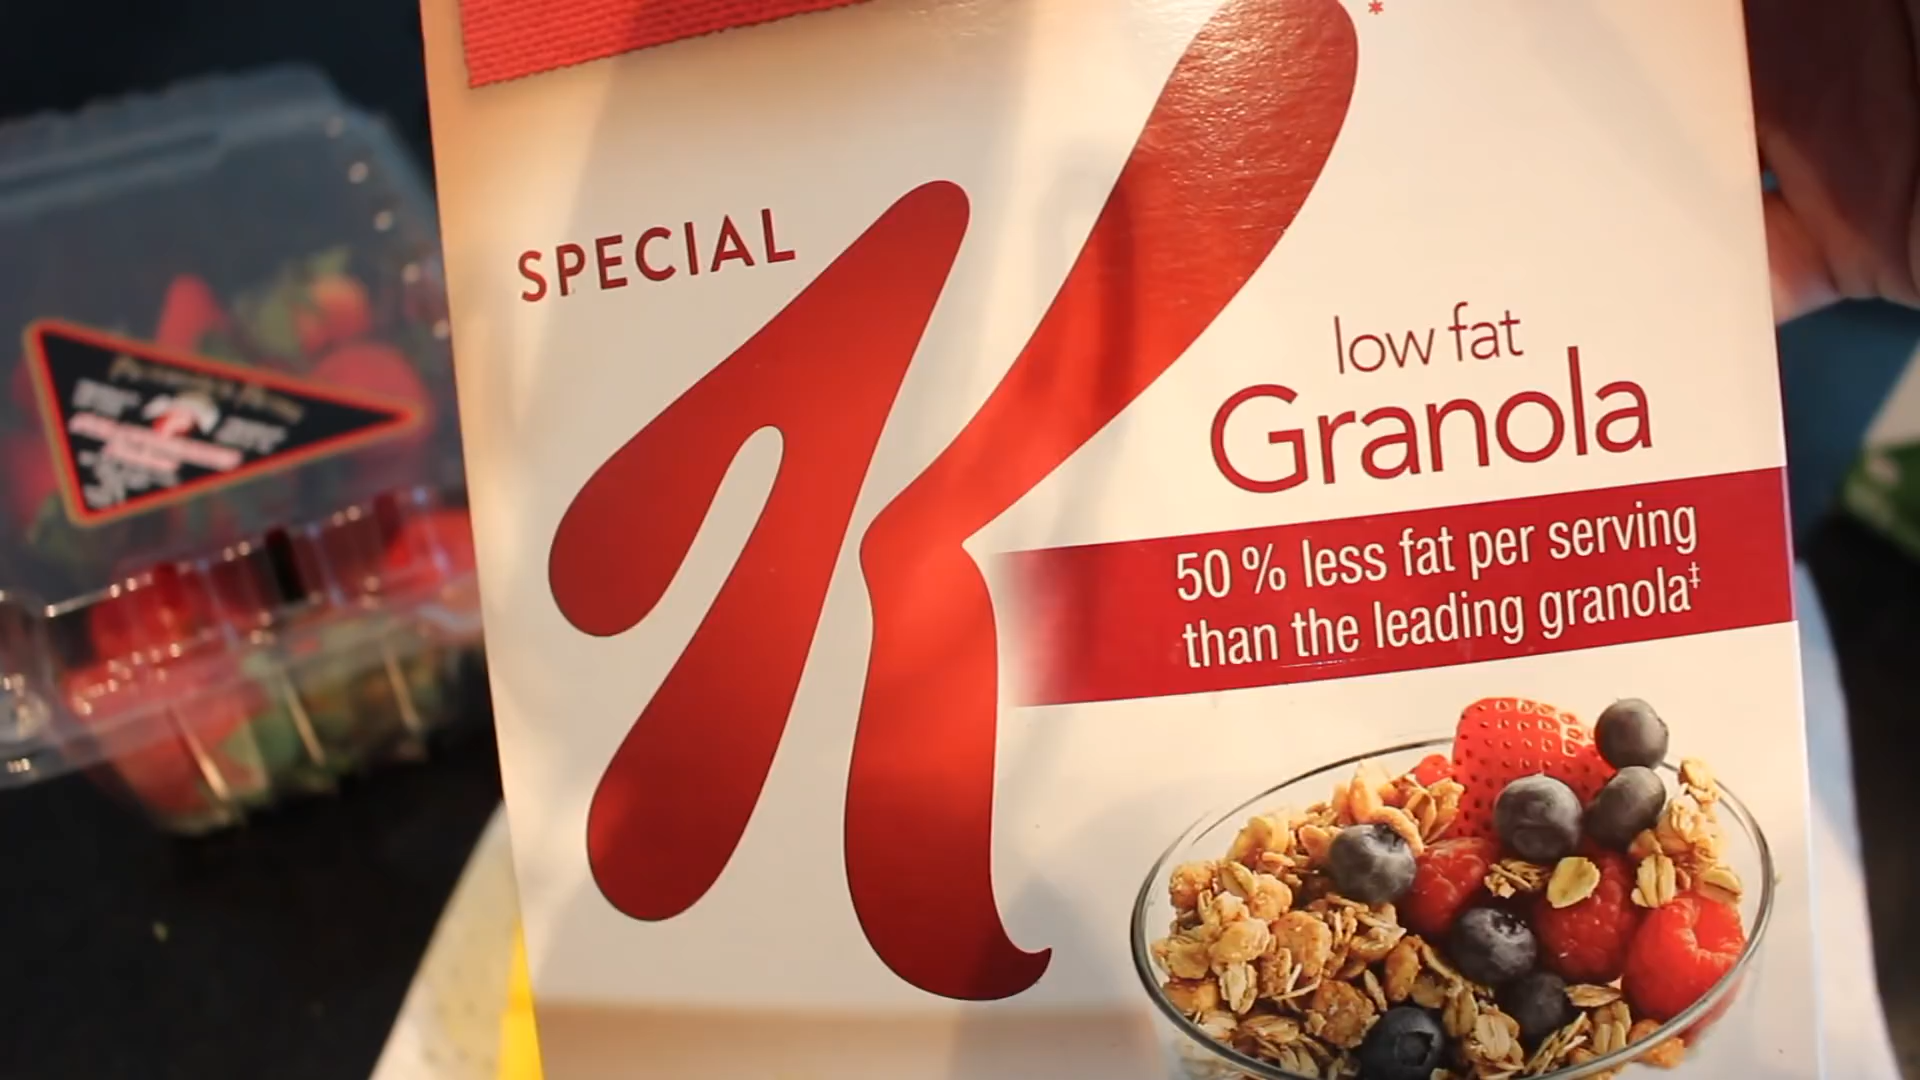 SPECIAL
K
*
low fat
Granola
50 % less fat per serving
than the leading granola‡